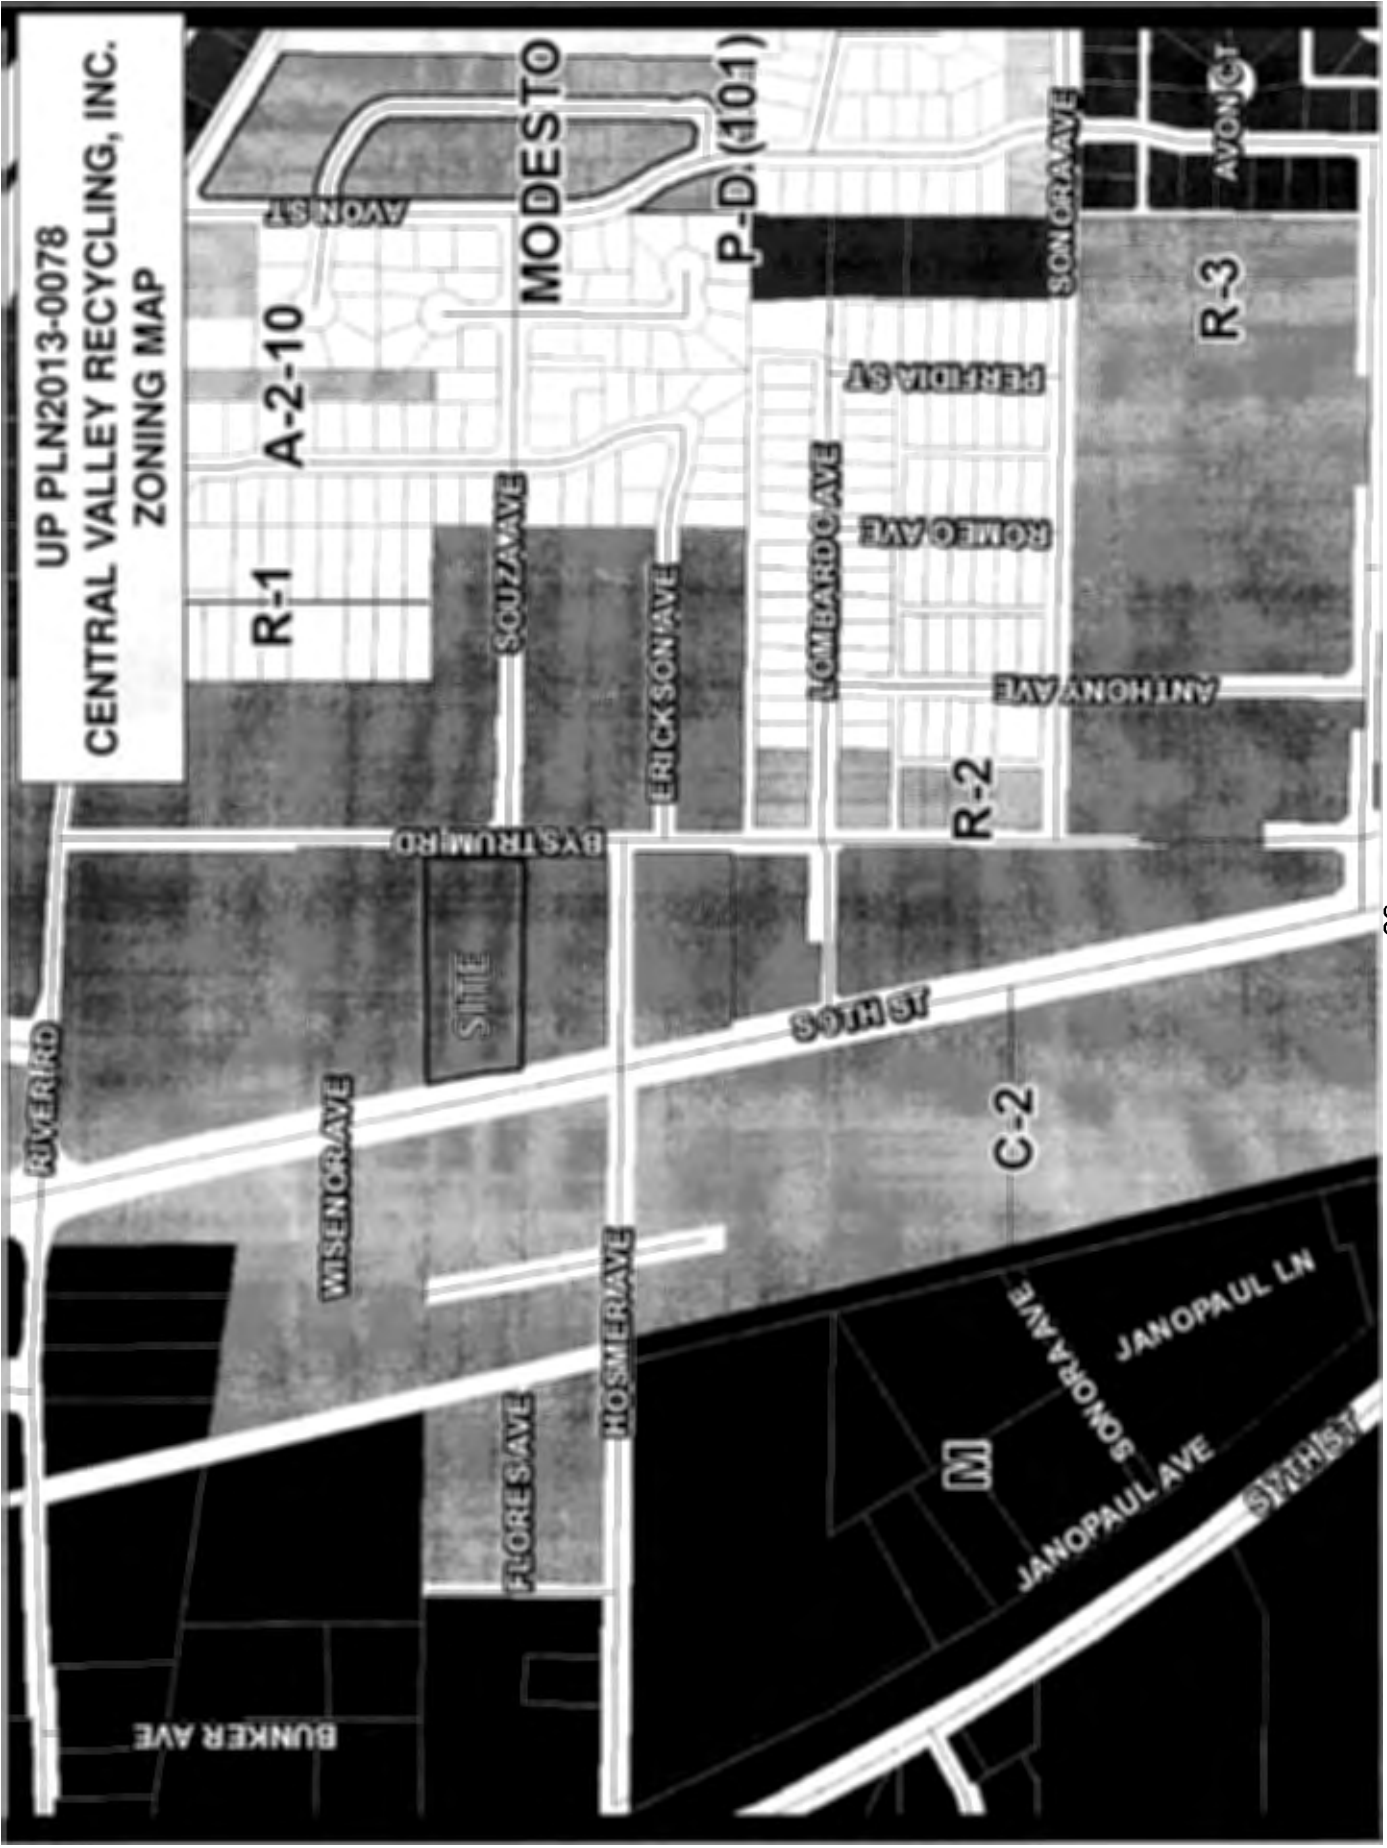 UP PLN2013-0078
CENTRAL VALLEY RECYCLING, INC.
ZONING MAP
RIVER RD
AVON ST
MODESTO
P-D (101)
AVON CT
A-2-10
R-1
SOUZA AVE
ERICKSON AVE
PERFIDIA ST
LOMBARDO AVE
ROMEO AVE
SONORA AVE
R-3
ANTHONY AVE
R-2
BYSTRUM RD
SITE
S 6TH ST
WISENOR AVE
C-2
HOSMER AVE
FLORES AVE
SONORA AVE
JANOPAUL LN
M
JANOPAUL AVE
S 7TH ST
BUNKER AVE